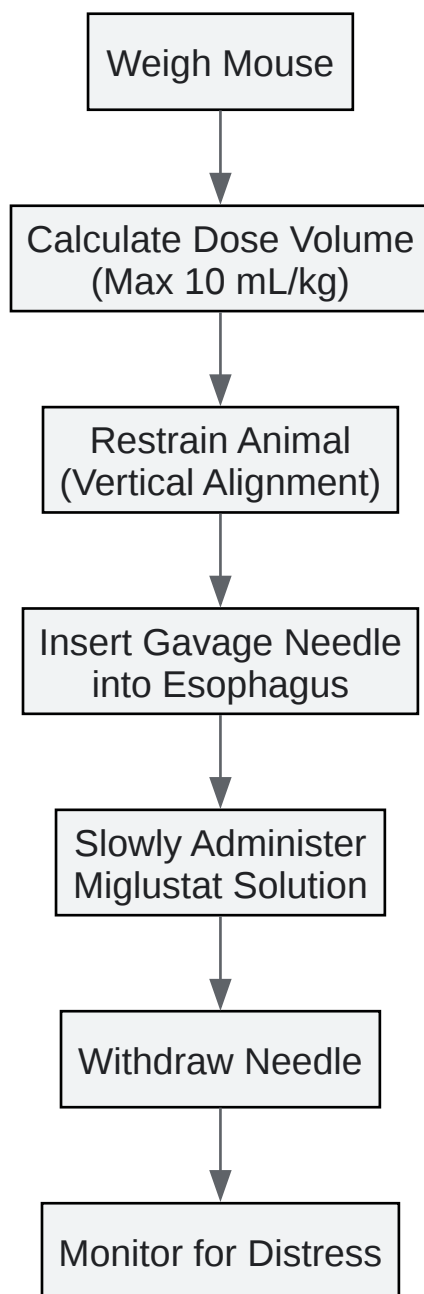 Weigh Mouse
Calculate Dose Volume
(Max 10 mL/kg)
Restrain Animal
(Vertical Alignment)
Insert Gavage Needle
into Esophagus
Slowly Administer
Miglustat Solution
Withdraw Needle
Monitor for Distress